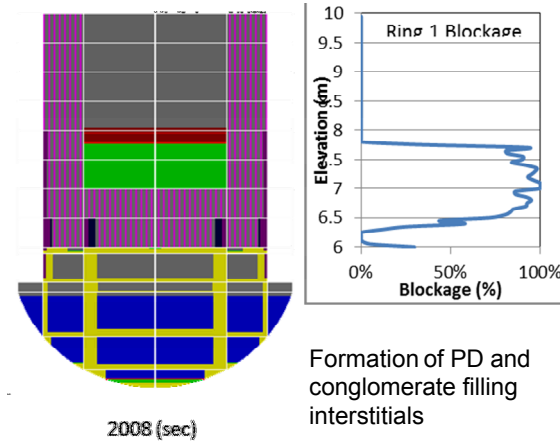 Ring 1 Blockage
Elevation (m)
10
9.5
9
8.5
8
7.5
7
6.5
6
0%
50%
100%
Blockage (%)
Formation of PD and
conglomerate filling
interstitials
2008 (sec)